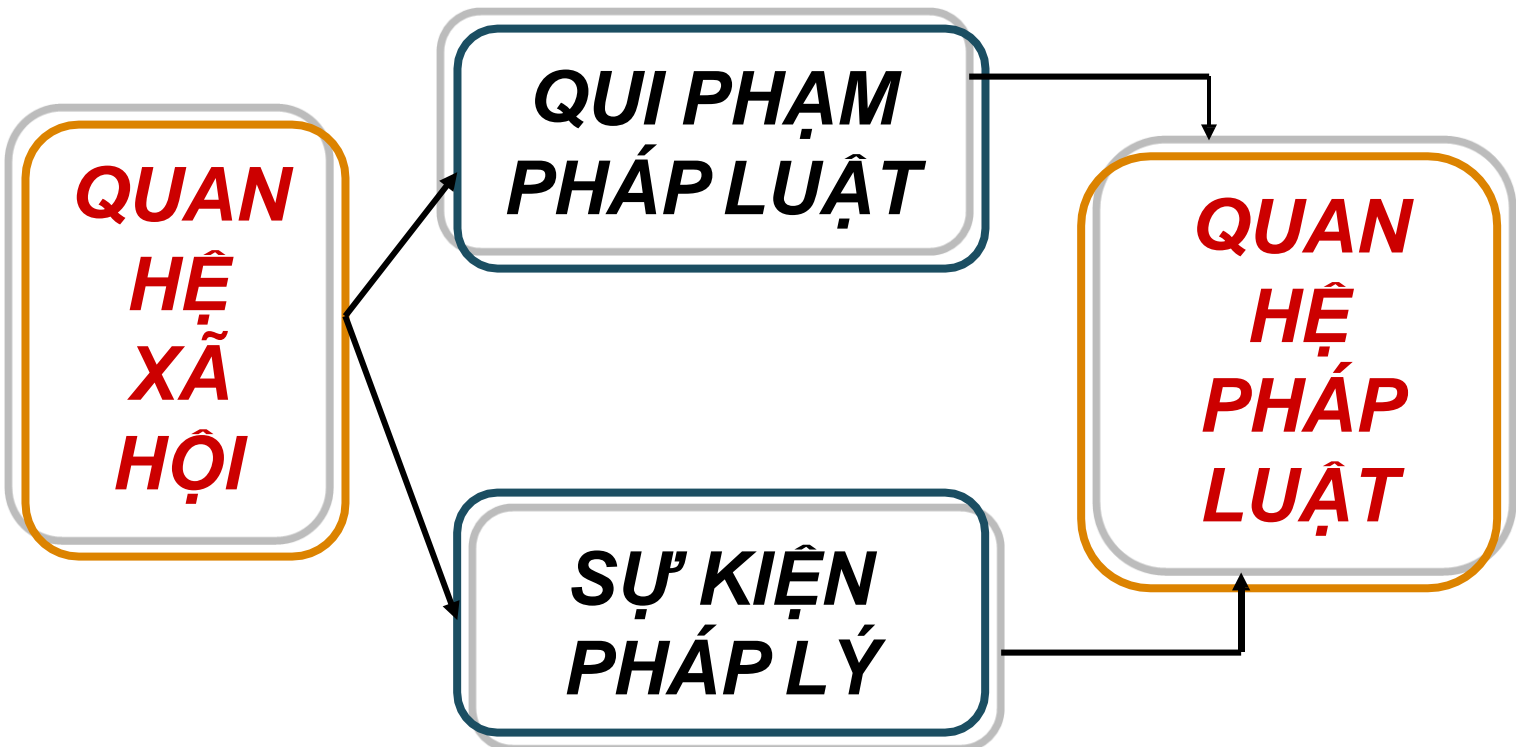 QUAN
HỆ
XÃ
HỘI
QUI PHẠM
PHÁP LUẬT
SỰ KIỆN
PHÁP LÝ
QUAN
HỆ
PHÁP
LUẬT